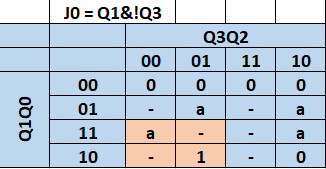 J0 = Q1&!Q3
Q3Q2
00 01 11 10
Q1Q0
00 0 0 0 0
01 - a - a
11 a - - a
10 - 1 - 0